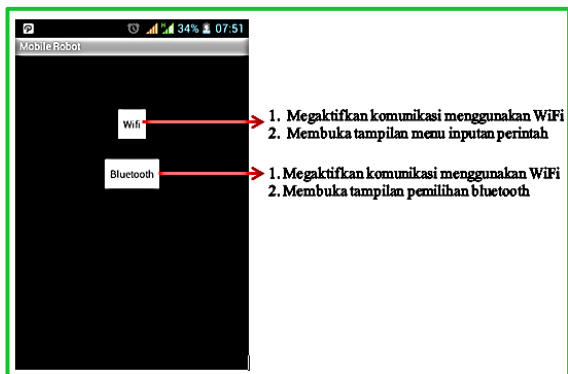 34% 07:51
Mobile Robot
Wifi
1. Megaktifkan komunikasi menggunakan WiFi
2. Membuka tampilan menu inputan perintah
Bluetooth
1. Megaktifkan komunikasi menggunakan WiFi
2. Membuka tampilan pemilihan bluetooth